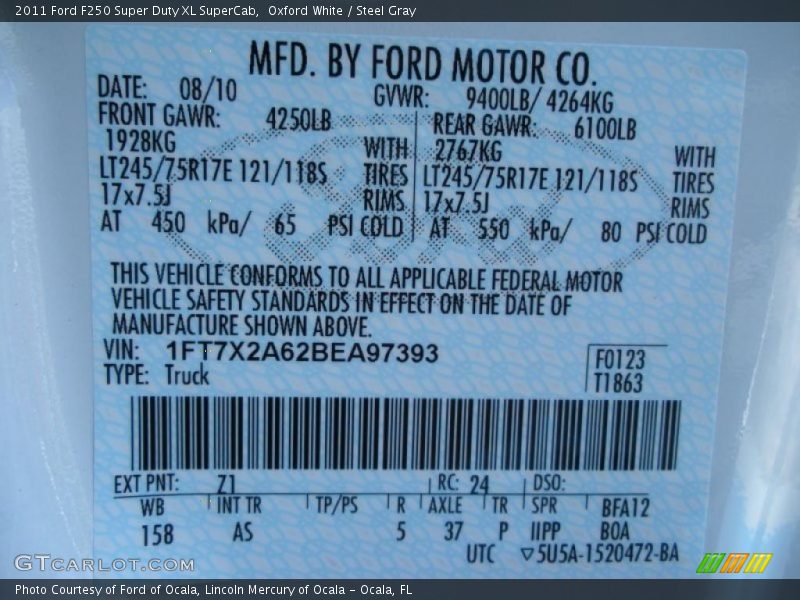 2011 Ford F250 Super Duty XL SuperCab,  Oxford White / Steel Gray
MFD. BY FORD MOTOR CO.
DATE: 08/10 GVWR: 9400LB/ 4264KG
FRONT GAWR: 4250LB REAR GAWR: 6100LB
1928KG WITH 2767KG WITH
LT245/75R17E 121/118S TIRES LT245/75R17E 121/118S TIRES
17x7.5J RIMS 17x7.5J RIMS
AT 450 kPa/ 65 PSI COLD AT 550 kPa/ 80 PSI COLD
THIS VEHICLE CONFORMS TO ALL APPLICABLE FEDERAL MOTOR
VEHICLE SAFETY STANDARDS IN EFFECT ON THE DATE OF
MANUFACTURE SHOWN ABOVE.
VIN: 1FT7X2A62BEA97393
TYPE: Truck
F0123
T1863
EXT PNT: Z1 RC: 24 DSO:
WB INT TR TP/PS R AXLE TR SPR BFA12
158 AS 5 37 P IIPP BOA
UTC ▽5U5A-1520472-BA
GTCARLOT.COM
Photo Courtesy of Ford of Ocala, Lincoln Mercury of Ocala – Ocala, FL